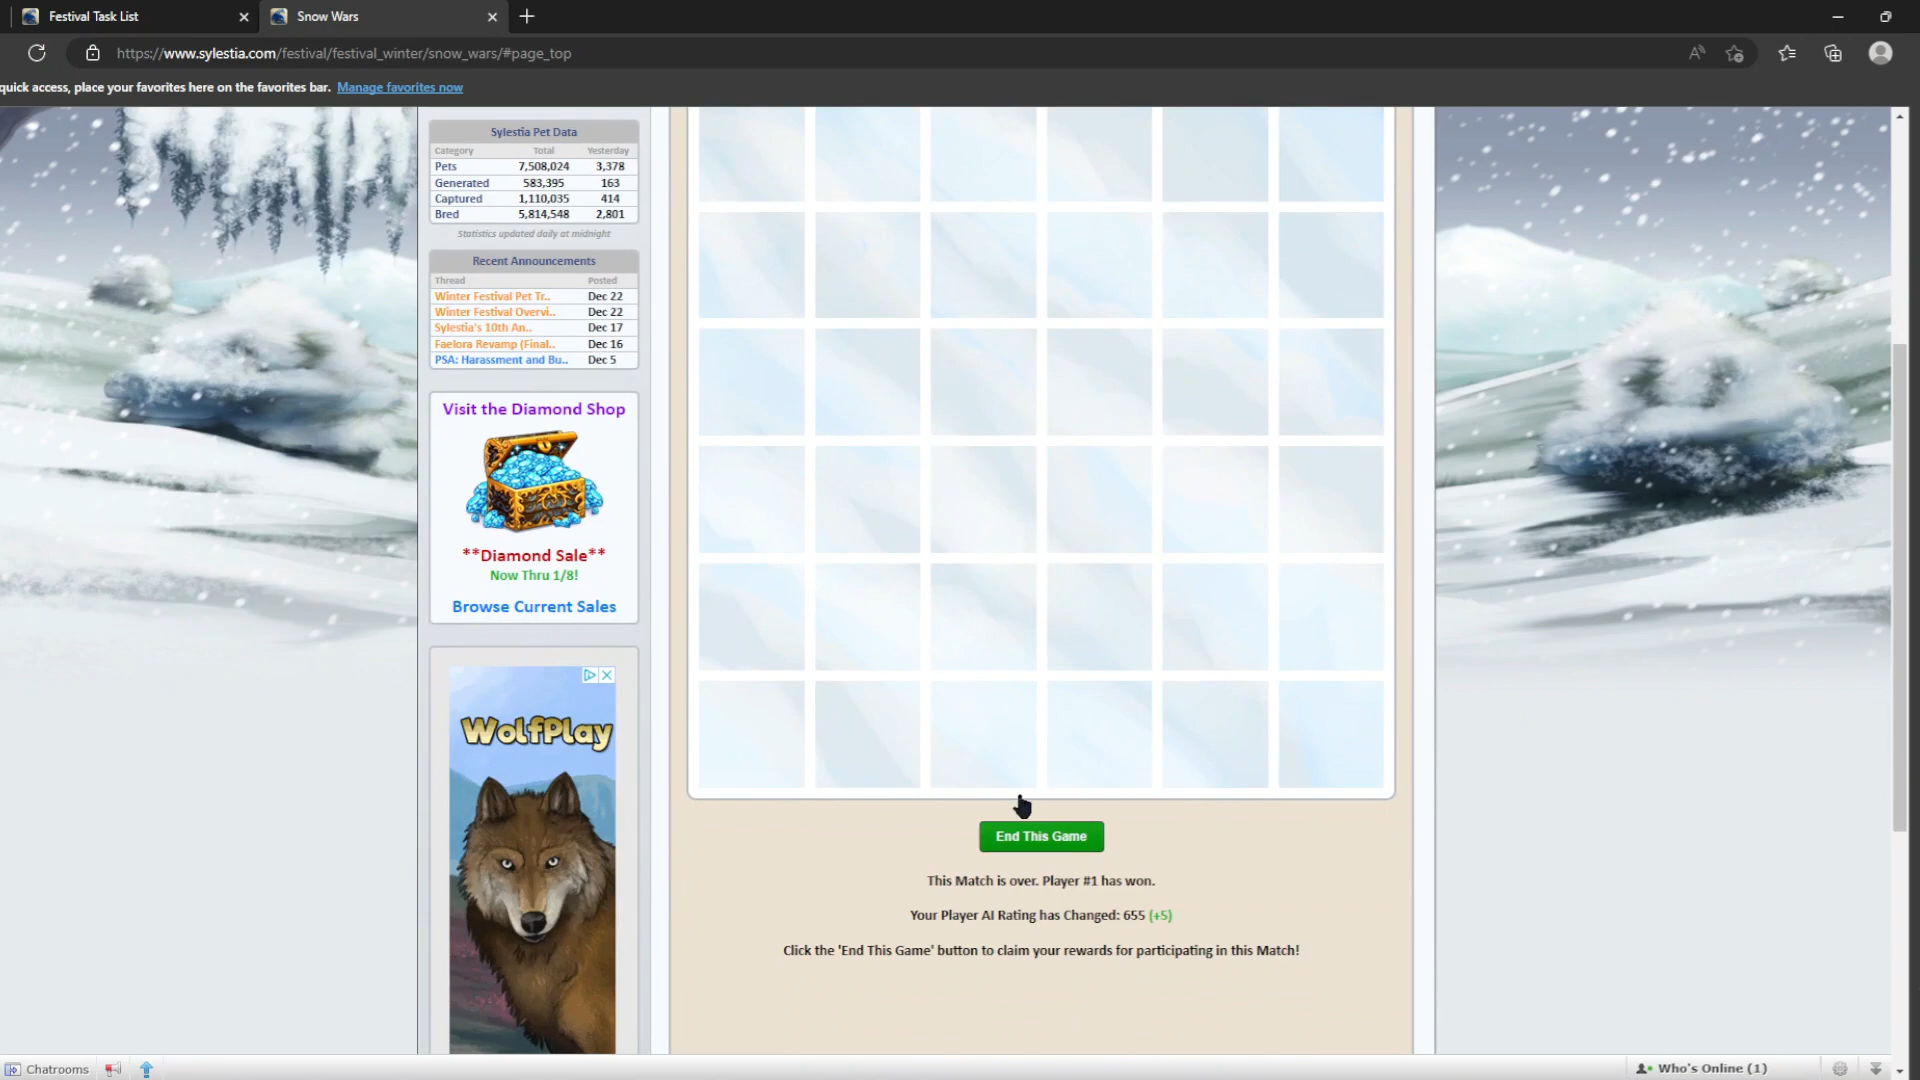 Festival Task List
Snow Wars
https://www.sylestia.com/festival/festival_winter/snow_wars/#page_top
quick access, place your favorites here on the favorites bar. Manage favorites now
Sylestia Pet Data
Category Total Yesterday
Pets 7,508,024 3,378
Generated 583,395 163
Captured 1,110,035 414
Bred 5,814,548 2,801
Statistics updated daily at midnight
Recent Announcements
Thread Posted
Winter Festival Pet Tr.. Dec 22
Winter Festival Overvi.. Dec 22
Sylestia's 10th An.. Dec 17
Faelora Revamp (Final.. Dec 16
PSA: Harassment and Bu.. Dec 5
Visit the Diamond Shop
**Diamond Sale**
Now Thru 1/8!
Browse Current Sales
WolfPlay
End This Game
This Match is over. Player #1 has won.
Your Player AI Rating has Changed: 655 (+5)
Click the 'End This Game' button to claim your rewards for participating in this Match!
Chatrooms
Who's Online (1)